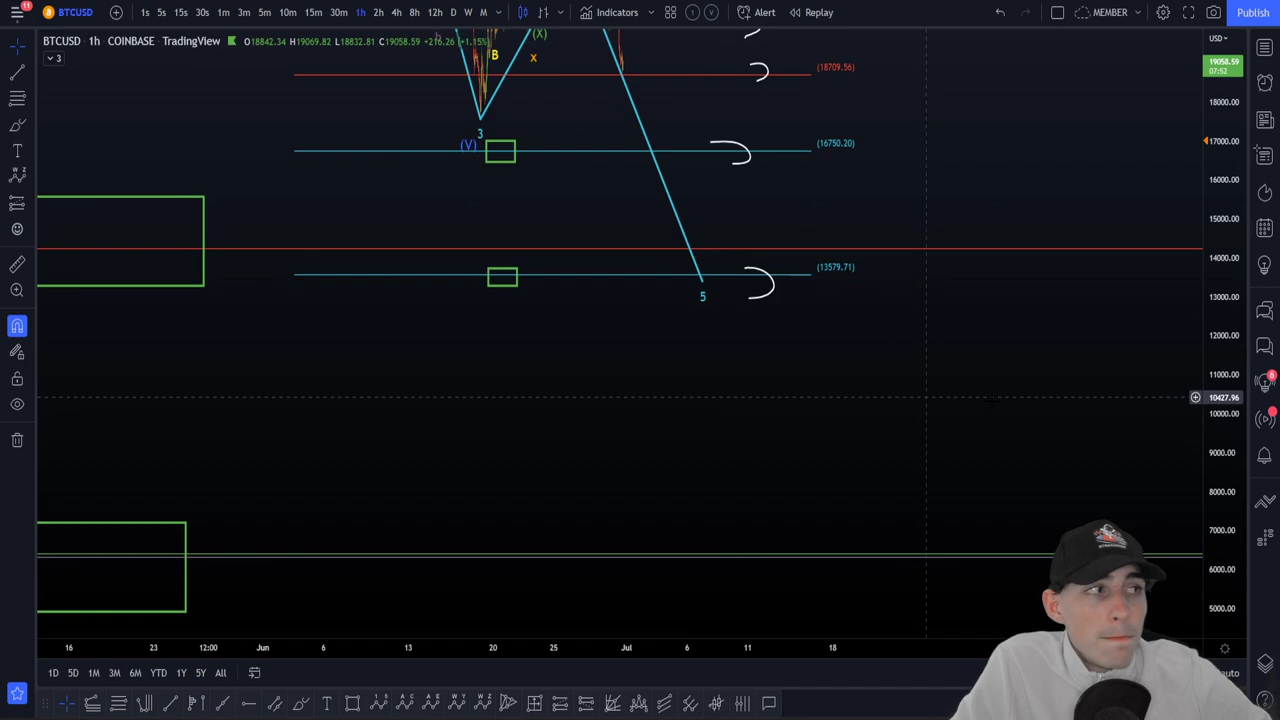 11
BTCUSD
1s 5s 15s 30s 1m 3m 5m 10m 15m 30m 1h 2h 4h 8h 12h D W M
Indicators
Alert
Replay
MEMBER
Publish
BTCUSD · 1h · COINBASE · TradingView
O18842.34 H19069.82 L18832.81 C19058.59 +216.26 (+1.15%)
3
USD
B
(X)
x
19058.59
07:52
(18709.56)
18000.00
3
(V)
(16750.20)
17000.00
16000.00
15000.00
14000.00
(13579.71)
13000.00
5
12000.00
11000.00
6
10427.96
10000.00
9000.00
8000.00
7000.00
6000.00
5000.00
16 23 12:00 Jun 6 13 20 25 Jul 6 11 18
1D 5D 1M 3M 6M YTD 1Y 5Y All
auto